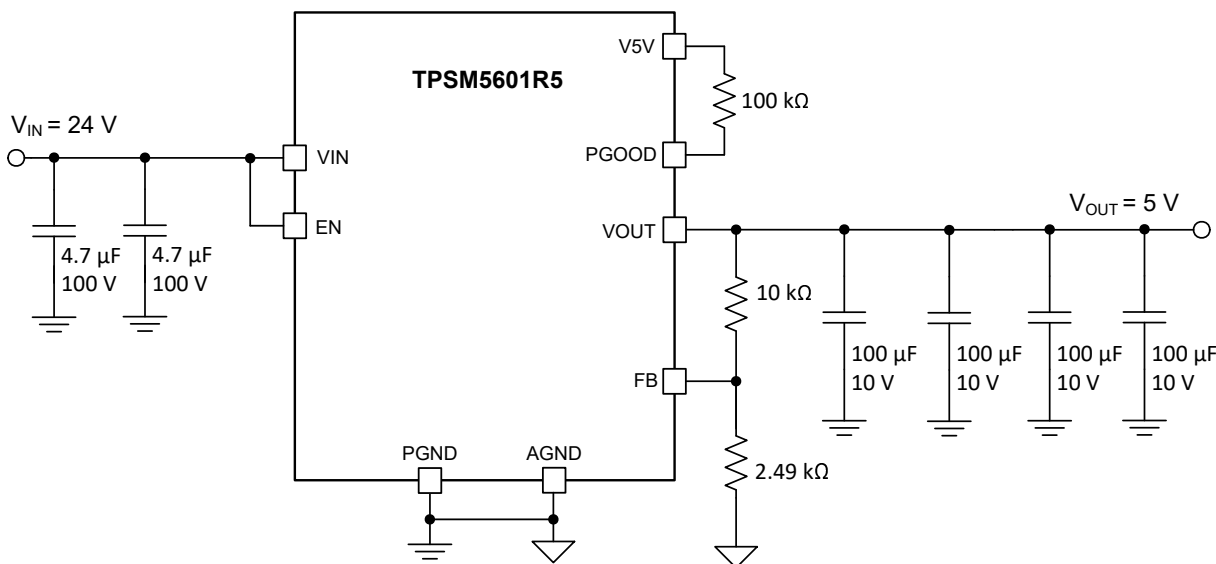 TPSM5601R5
V5V
100 kΩ
PGOOD
VIN = 24 V
VIN
EN
4.7 µF
100 V
4.7 µF
100 V
VOUT
VOUT = 5 V
10 kΩ
100 µF
10 V
100 µF
10 V
100 µF
10 V
100 µF
10 V
FB
2.49 kΩ
PGND
AGND